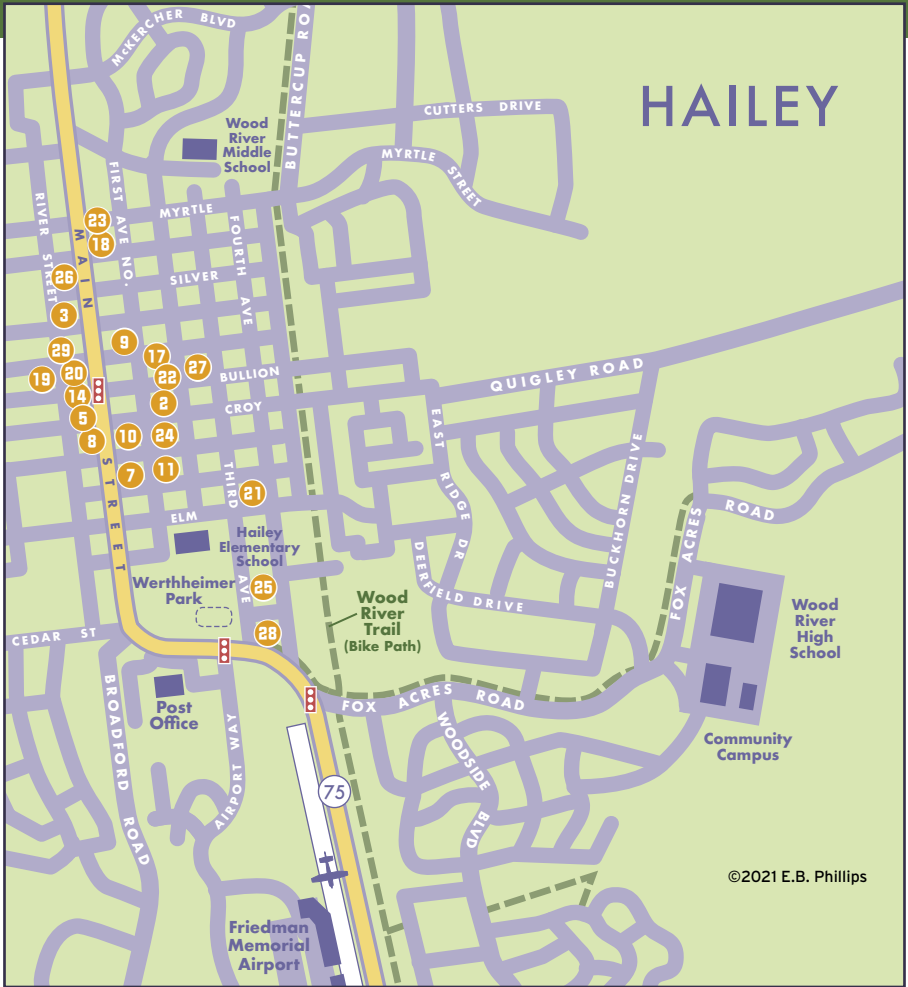 HAILEY
McKERCHER BLVD
BUTTERCUP ROA
CUTTERS DRIVE
Wood
River
Middle
School
MYRTLE
STREET
FIRST AVE NO.
RIVER STREET
MYRTLE
FOURTH AVE
23
18
MAIN
SILVER
26
3
9
29
17
27
20
22
19
BULLION
QUIGLEY ROAD
14
2
CROY
5
8
10
24
EAST RIDGE DR
BUCKHORN DRIVE
7
11
STREET
THIRD
21
ELM
FOX ACRES
ROAD
Hailey
Elementary
School
DEERFIELD DRIVE
Werthheimer
Park
AVE
25
Wood
River
Trail
(Bike Path)
Wood
River
High
School
28
CEDAR ST
BROADFORD ROAD
Post
Office
FOX ACRES ROAD
WOODSIDE BLVD
AIRPORT WAY
Community
Campus
75
©2021 E.B. Phillips
Friedman
Memorial
Airport